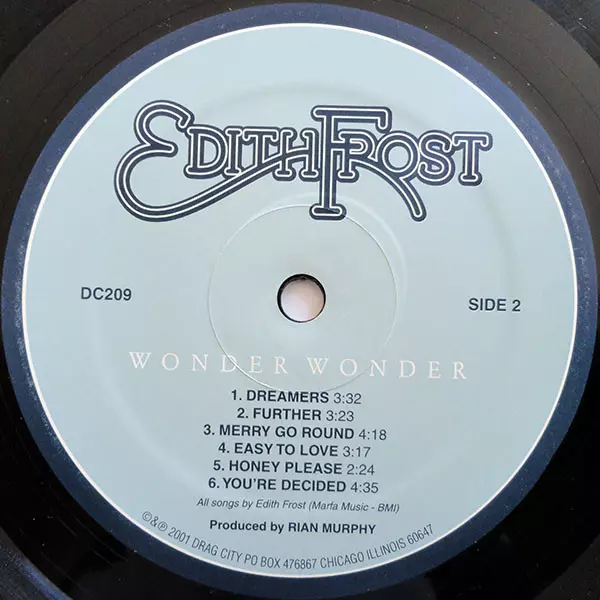 EDITH FROST
DC209
SIDE 2
WONDER WONDER
1. DREAMERS 3:32
2. FURTHER 3:23
3. MERRY GO ROUND 4:18
4. EASY TO LOVE 3:17
5. HONEY PLEASE 2:24
6. YOU'RE DECIDED 4:35
All songs by Edith Frost (Marfa Music - BMI)
Produced by RIAN MURPHY
©&℗ 2001 DRAG CITY PO BOX 476867 CHICAGO ILLINOIS 60647